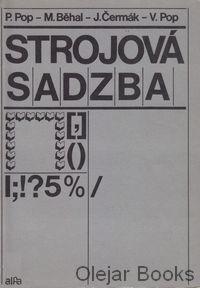 P. Pop – M. Běhal – J. Čermák – V. Pop
STROJOVÁ
SADZBA
[;]
()
I;!?5%/
alfa
Olejar Books